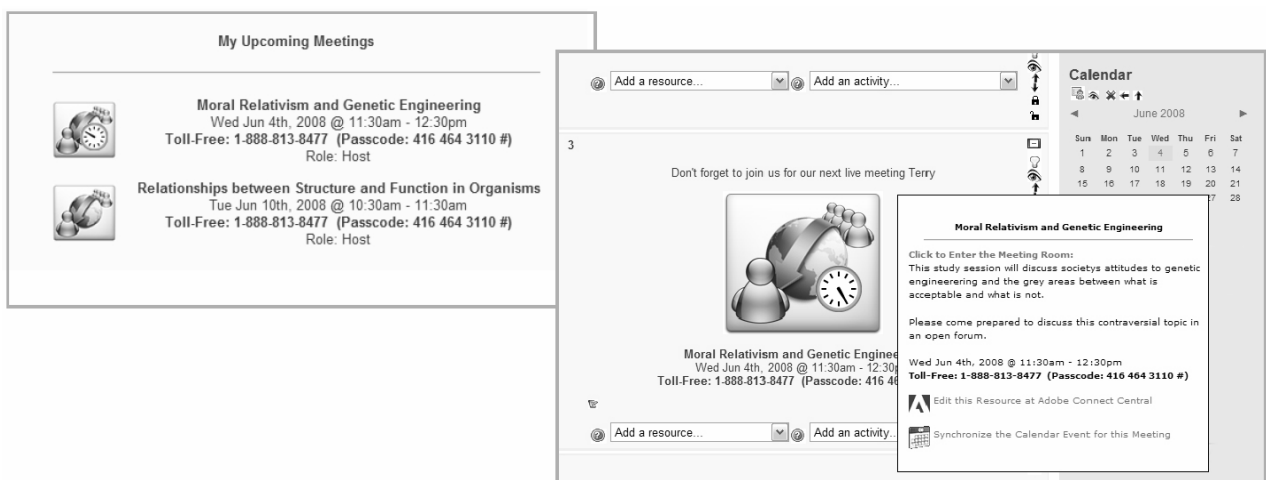 My Upcoming Meetings
Moral Relativism and Genetic Engineering
Wed Jun 4th, 2008 @ 11:30am - 12:30pm
Toll-Free: 1-888-813-8477 (Passcode: 416 464 3110 #)
Role: Host
Relationships between Structure and Function in Organisms
Tue Jun 10th, 2008 @ 10:30am - 11:30am
Toll-Free: 1-888-813-8477 (Passcode: 416 464 3110 #)
Role: Host
Add a resource... Add an activity...
3
Don't forget to join us for our next live meeting Terry
Moral Relativism and Genetic Enginee
Wed Jun 4th, 2008 @ 11:30am - 12:30p
Toll-Free: 1-888-813-8477 (Passcode: 416 46
Add a resource... Add an activity..
Calendar
June 2008
Sun Mon Tue Wed Thu Fri Sat
1 2 3 4 5 6 7
8 9 10 11 12 13 14
15 16 17 18 19 20 21
27 28
Moral Relativism and Genetic Engineering
Click to Enter the Meeting Room:
This study session will discuss societys attitudes to genetic
engineerering and the grey areas between what is
acceptable and what is not.
Please come prepared to discuss this contraversial topic in
an open forum.
Wed Jun 4th, 2008 @ 11:30am - 12:30pm
Toll-Free: 1-888-813-8477 (Passcode: 416 464 3110 #)
Edit this Resource at Adobe Connect Central
Synchronize the Calendar Event for this Meeting